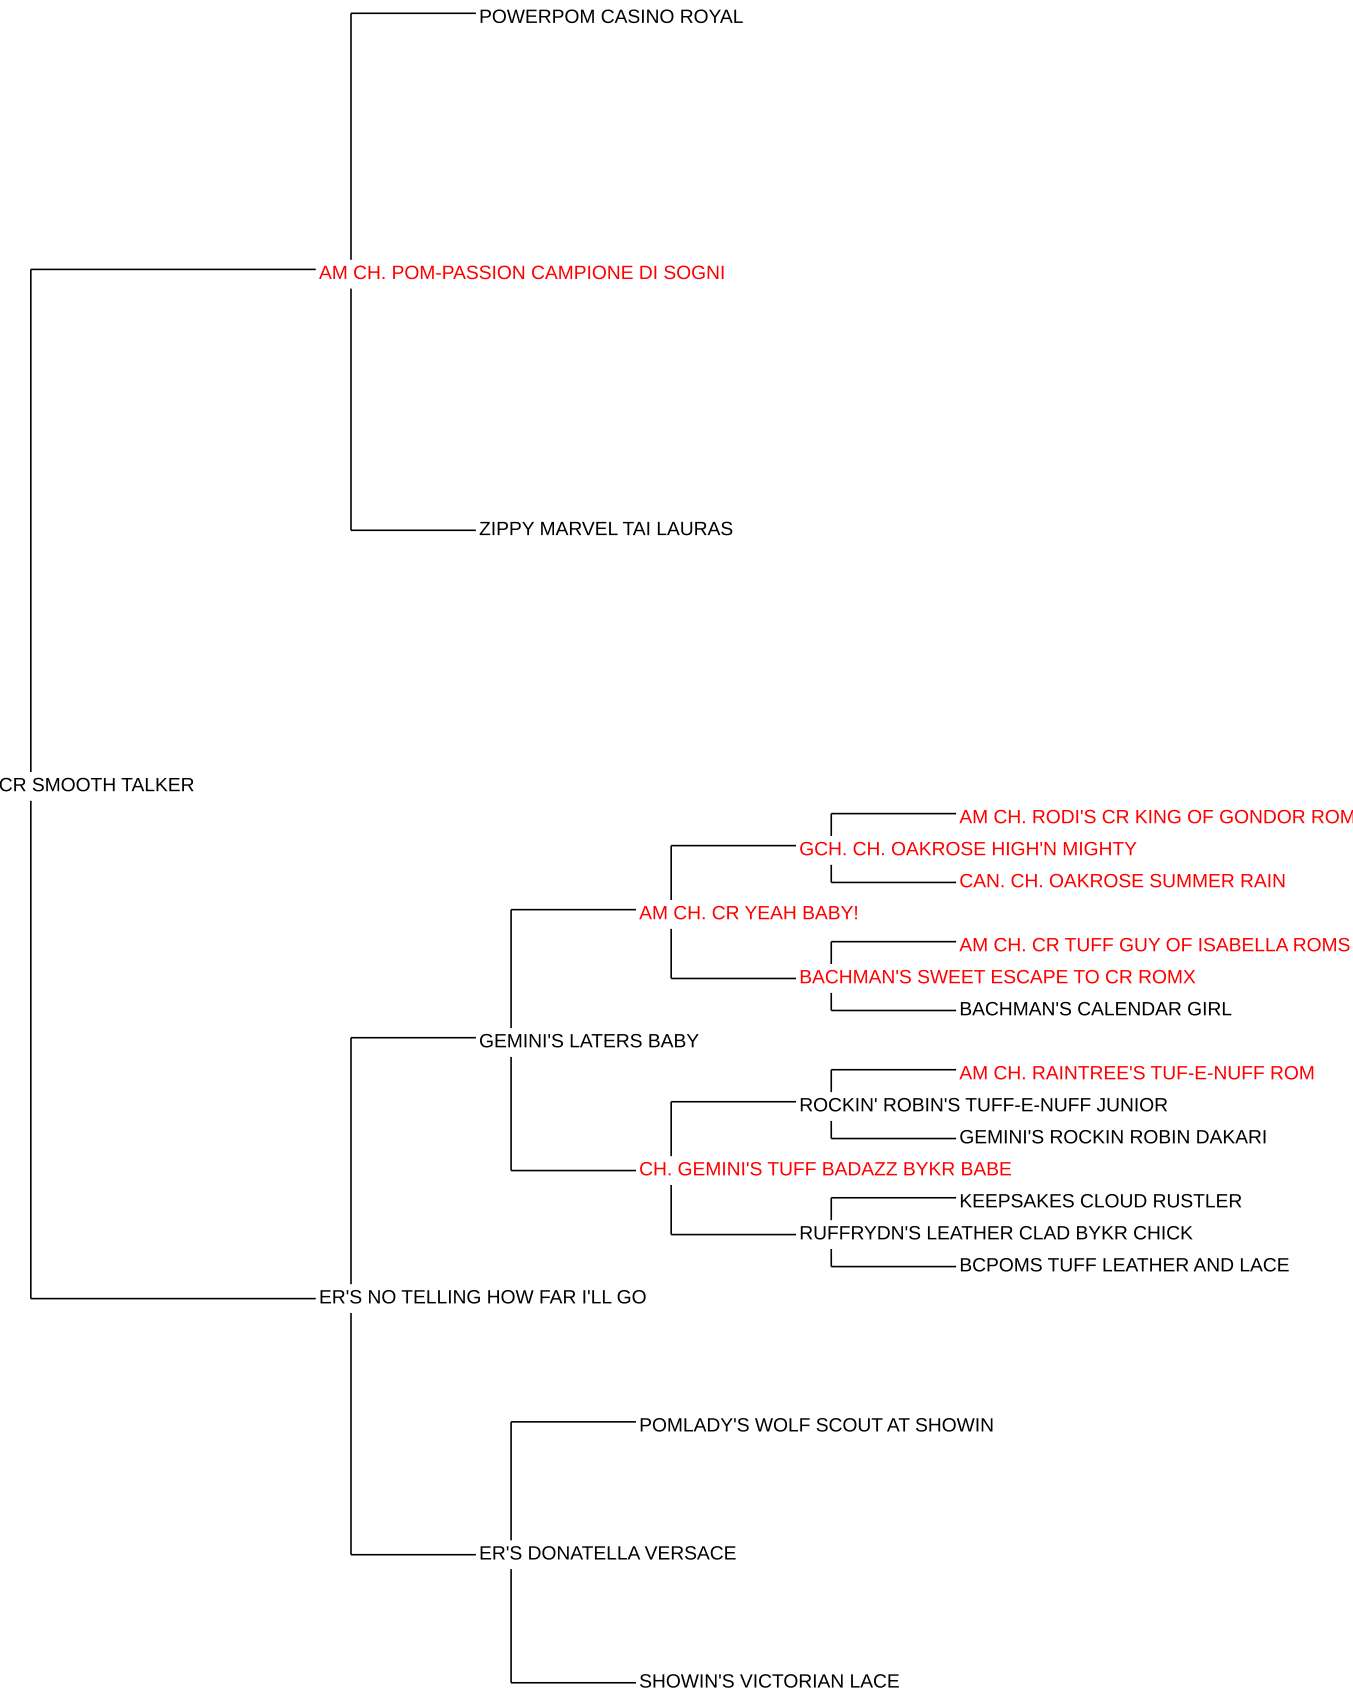 POWERPOM CASINO ROYAL
AM CH. POM-PASSION CAMPIONE DI SOGNI
ZIPPY MARVEL TAI LAURAS
CR SMOOTH TALKER
AM CH. RODI'S CR KING OF GONDOR ROM
GCH. CH. OAKROSE HIGH'N MIGHTY
CAN. CH. OAKROSE SUMMER RAIN
AM CH. CR YEAH BABY!
AM CH. CR TUFF GUY OF ISABELLA ROMS
BACHMAN'S SWEET ESCAPE TO CR ROMX
BACHMAN'S CALENDAR GIRL
GEMINI'S LATERS BABY
AM CH. RAINTREE'S TUF-E-NUFF ROM
ROCKIN' ROBIN'S TUFF-E-NUFF JUNIOR
GEMINI'S ROCKIN ROBIN DAKARI
CH. GEMINI'S TUFF BADAZZ BYKR BABE
KEEPSAKES CLOUD RUSTLER
RUFFRYDN'S LEATHER CLAD BYKR CHICK
BCPOMS TUFF LEATHER AND LACE
ER'S NO TELLING HOW FAR I'LL GO
POMLADY'S WOLF SCOUT AT SHOWIN
ER'S DONATELLA VERSACE
SHOWIN'S VICTORIAN LACE